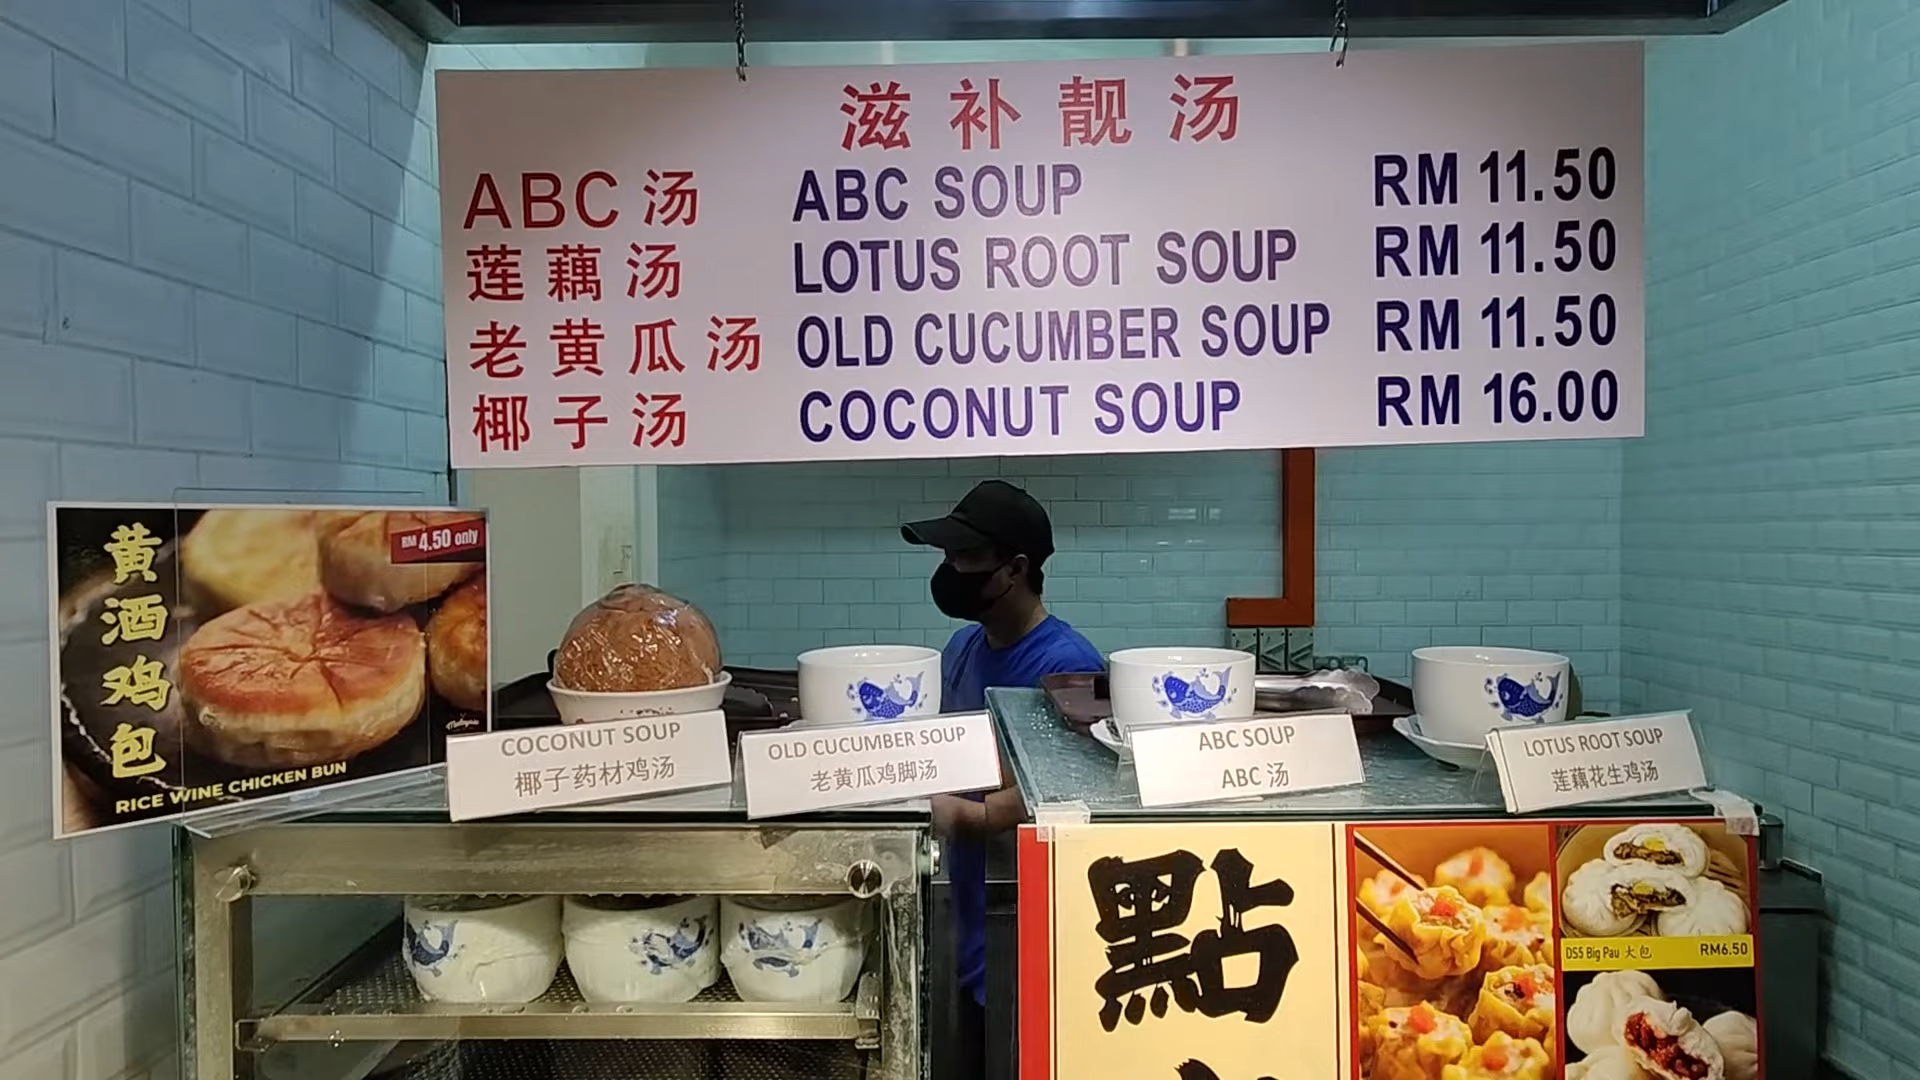 滋补靓汤
ABC 汤 ABC SOUP RM 11.50
莲藕汤 LOTUS ROOT SOUP RM 11.50
老黄瓜汤 OLD CUCUMBER SOUP RM 11.50
椰子汤 COCONUT SOUP RM 16.00
黄酒鸡包
RM 4.50 only
RICE WINE CHICKEN BUN
COCONUT SOUP
椰子药材鸡汤
OLD CUCUMBER SOUP
老黄瓜鸡脚汤
ABC SOUP
ABC 汤
LOTUS ROOT SOUP
莲藕花生鸡汤
點
DS5 Big Pau 大包 RM6.50